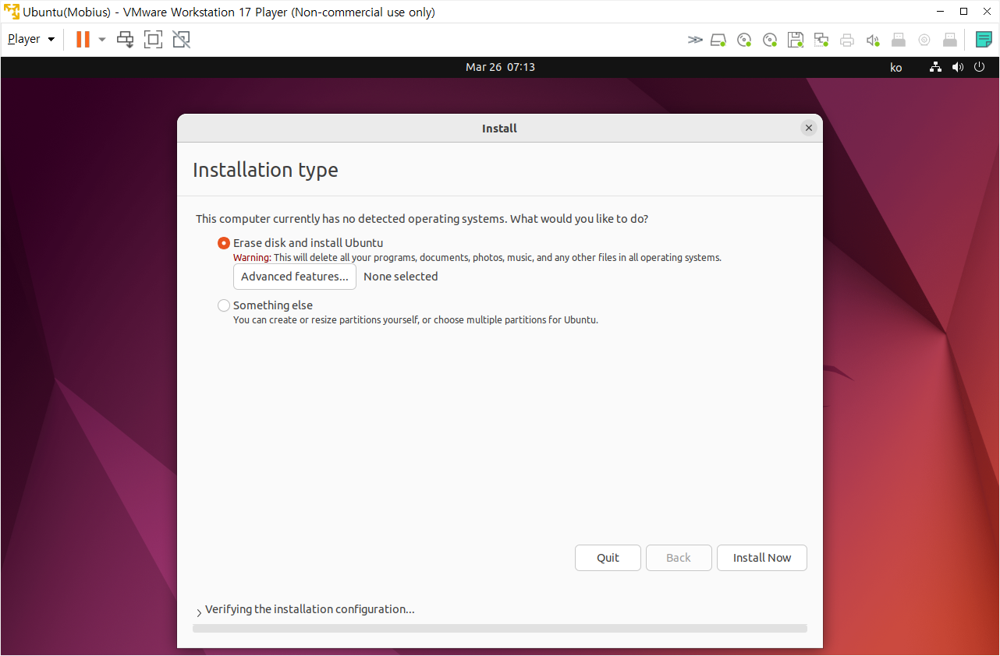 Ubuntu(Mobius) - VMware Workstation 17 Player (Non-commercial use only)
Player
Mar 26 07:13
ko
Install
Installation type
This computer currently has no detected operating systems. What would you like to do?
Erase disk and install Ubuntu
Warning: This will delete all your programs, documents, photos, music, and any other files in all operating systems.
Advanced features... None selected
Something else
You can create or resize partitions yourself, or choose multiple partitions for Ubuntu.
Quit Back Install Now
Verifying the installation configuration...